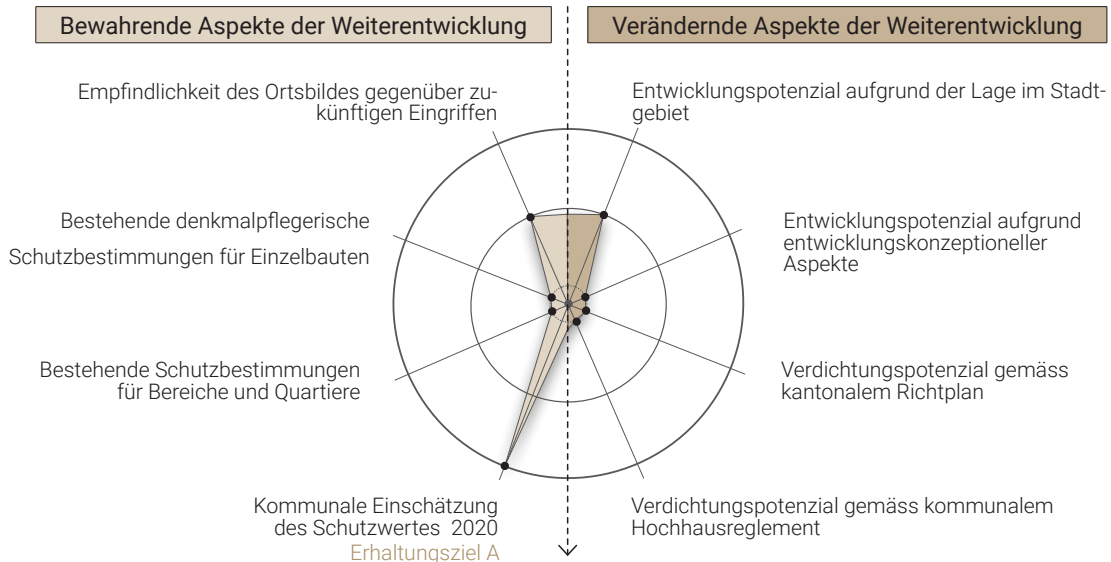 Bewahrende Aspekte der Weiterentwicklung
Verändernde Aspekte der Weiterentwicklung
Empfindlichkeit des Ortsbildes gegenüber zu-
künftigen Eingriffen
Entwicklungspotenzial aufgrund der Lage im Stadt-
gebiet
Bestehende denkmalpflegerische
Schutzbestimmungen für Einzelbauten
Entwicklungspotenzial aufgrund
entwicklungskonzeptioneller
Aspekte
Bestehende Schutzbestimmungen
für Bereiche und Quartiere
Verdichtungspotenzial gemäss
kantonalem Richtplan
Kommunale Einschätzung
des Schutzwertes 2020
Erhaltungsziel A
Verdichtungspotenzial gemäss kommunalem
Hochhausreglement